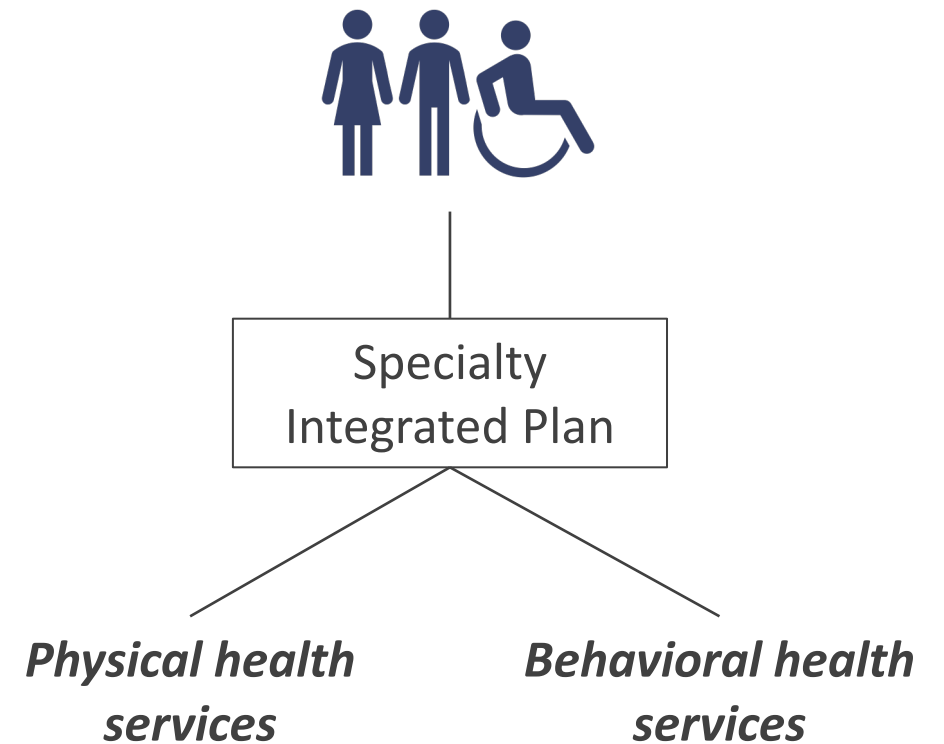 Specialty
Integrated Plan
Physical health
services
Behavioral health
services